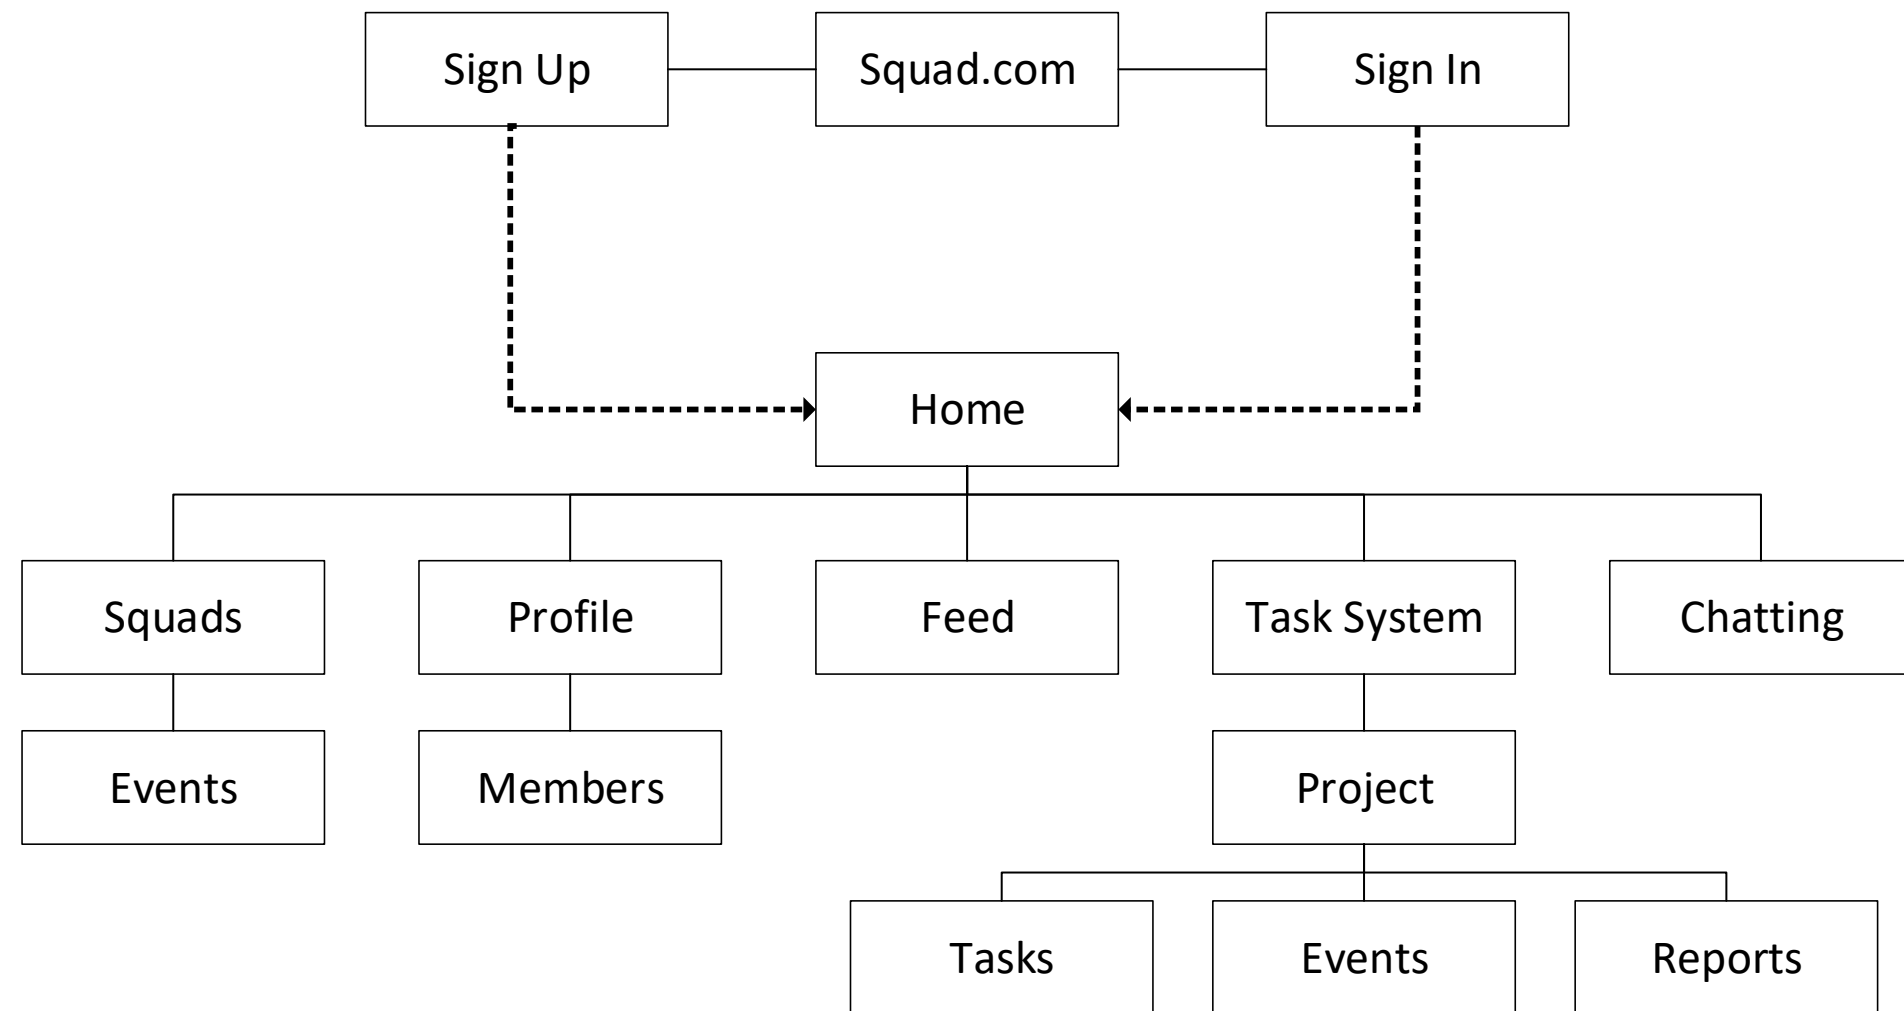 Sign Up
Squad.com
Sign In
Home
Squads
Profile
Feed
Task System
Chatting
Events
Members
Project
Tasks
Events
Reports